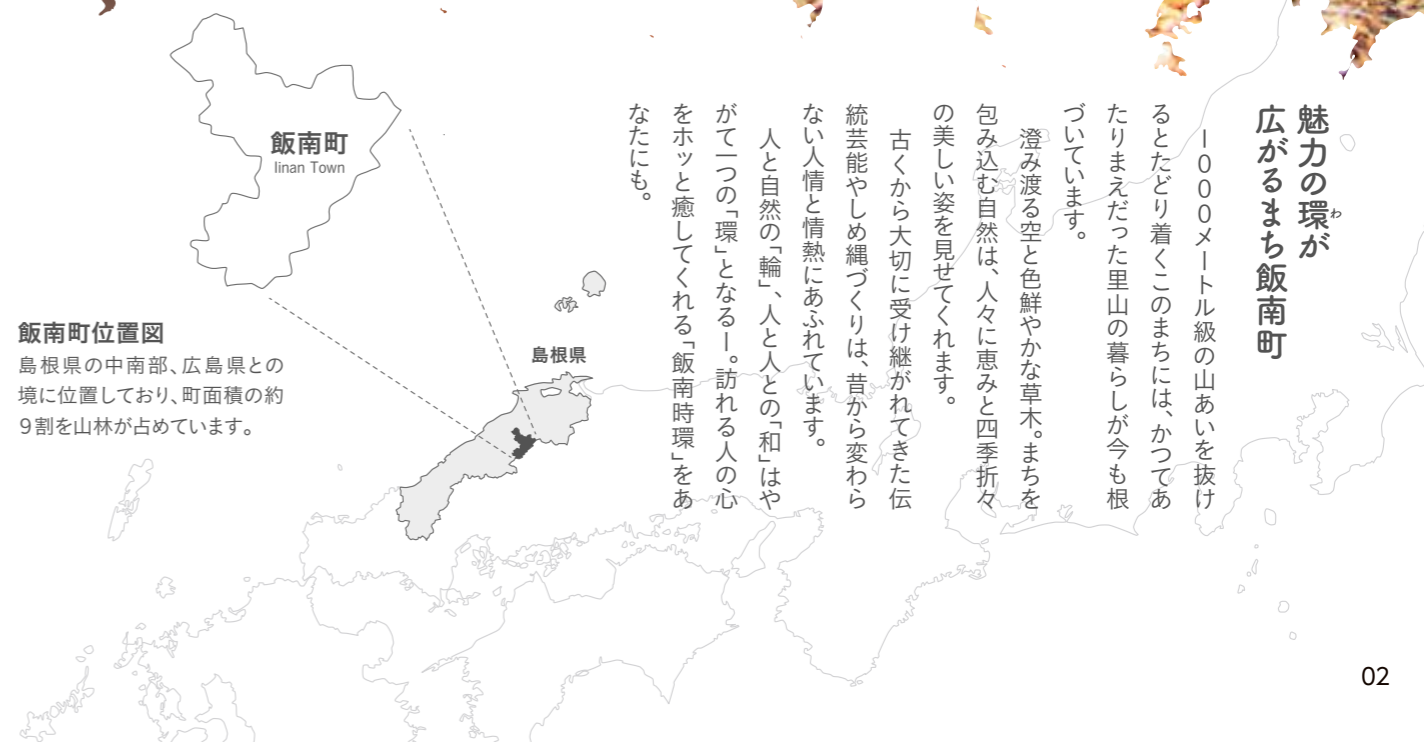 魅力の環が
わ
広がるまち飯南町
1000メートル級の山あいを抜け
るとたどり着くこのまちには、かつてあ
たりまえだった里山の暮らしが今も根
づいています。
澄み渡る空と色鮮やかな草木。まちを
包み込む自然は、人々に恵みと四季折々
の美しい姿を見せてくれます。
古くから大切に受け継がれてきた伝
統芸能やしめ縄づくりは、昔から変わら
ない人情と情熱にあふれています。
人と自然の「輪」、人と人との「和」はや
がて一つの「環」となるー。訪れる人の心
をホッと癒してくれる「飯南時環」をあ
なたにも。
飯南町
Iinan Town
島根県
飯南町位置図
島根県の中南部、広島県との
境に位置しており、町面積の約
9割を山林が占めています。
02